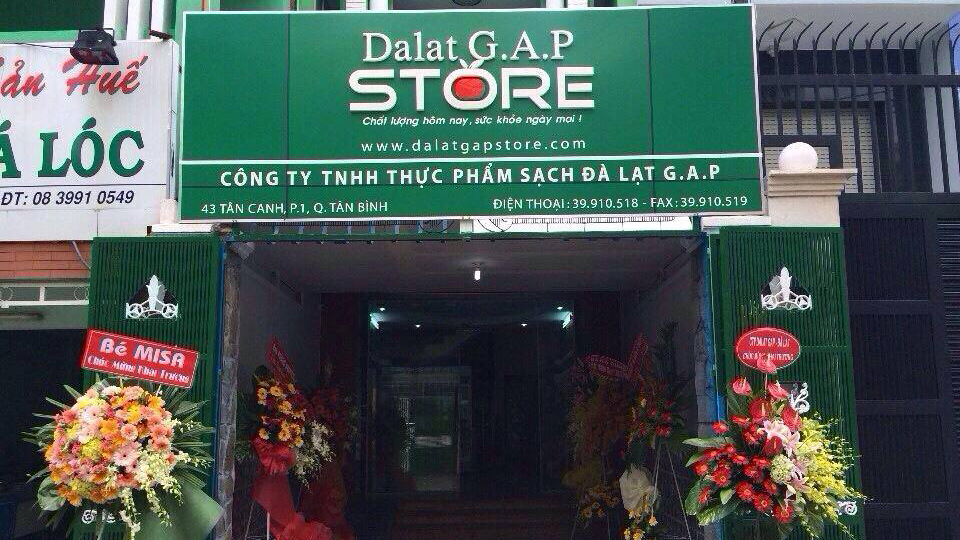 ản Huế
Á LÓC
ĐT: 08 3991 0549
Dalat G.A.P
STORE
Chất lượng hôm nay, sức khỏe ngày mai !
www.dalatgapstore.com
CÔNG TY TNHH THỰC PHẨM SẠCH ĐÀ LẠT G.A.P
43 TÂN CANH, P.1, Q. TÂN BÌNH
ĐIỆN THOẠI: 39.910.518 - FAX: 39.910.519
Bé MISA
Chúc Mừng Khai Trương